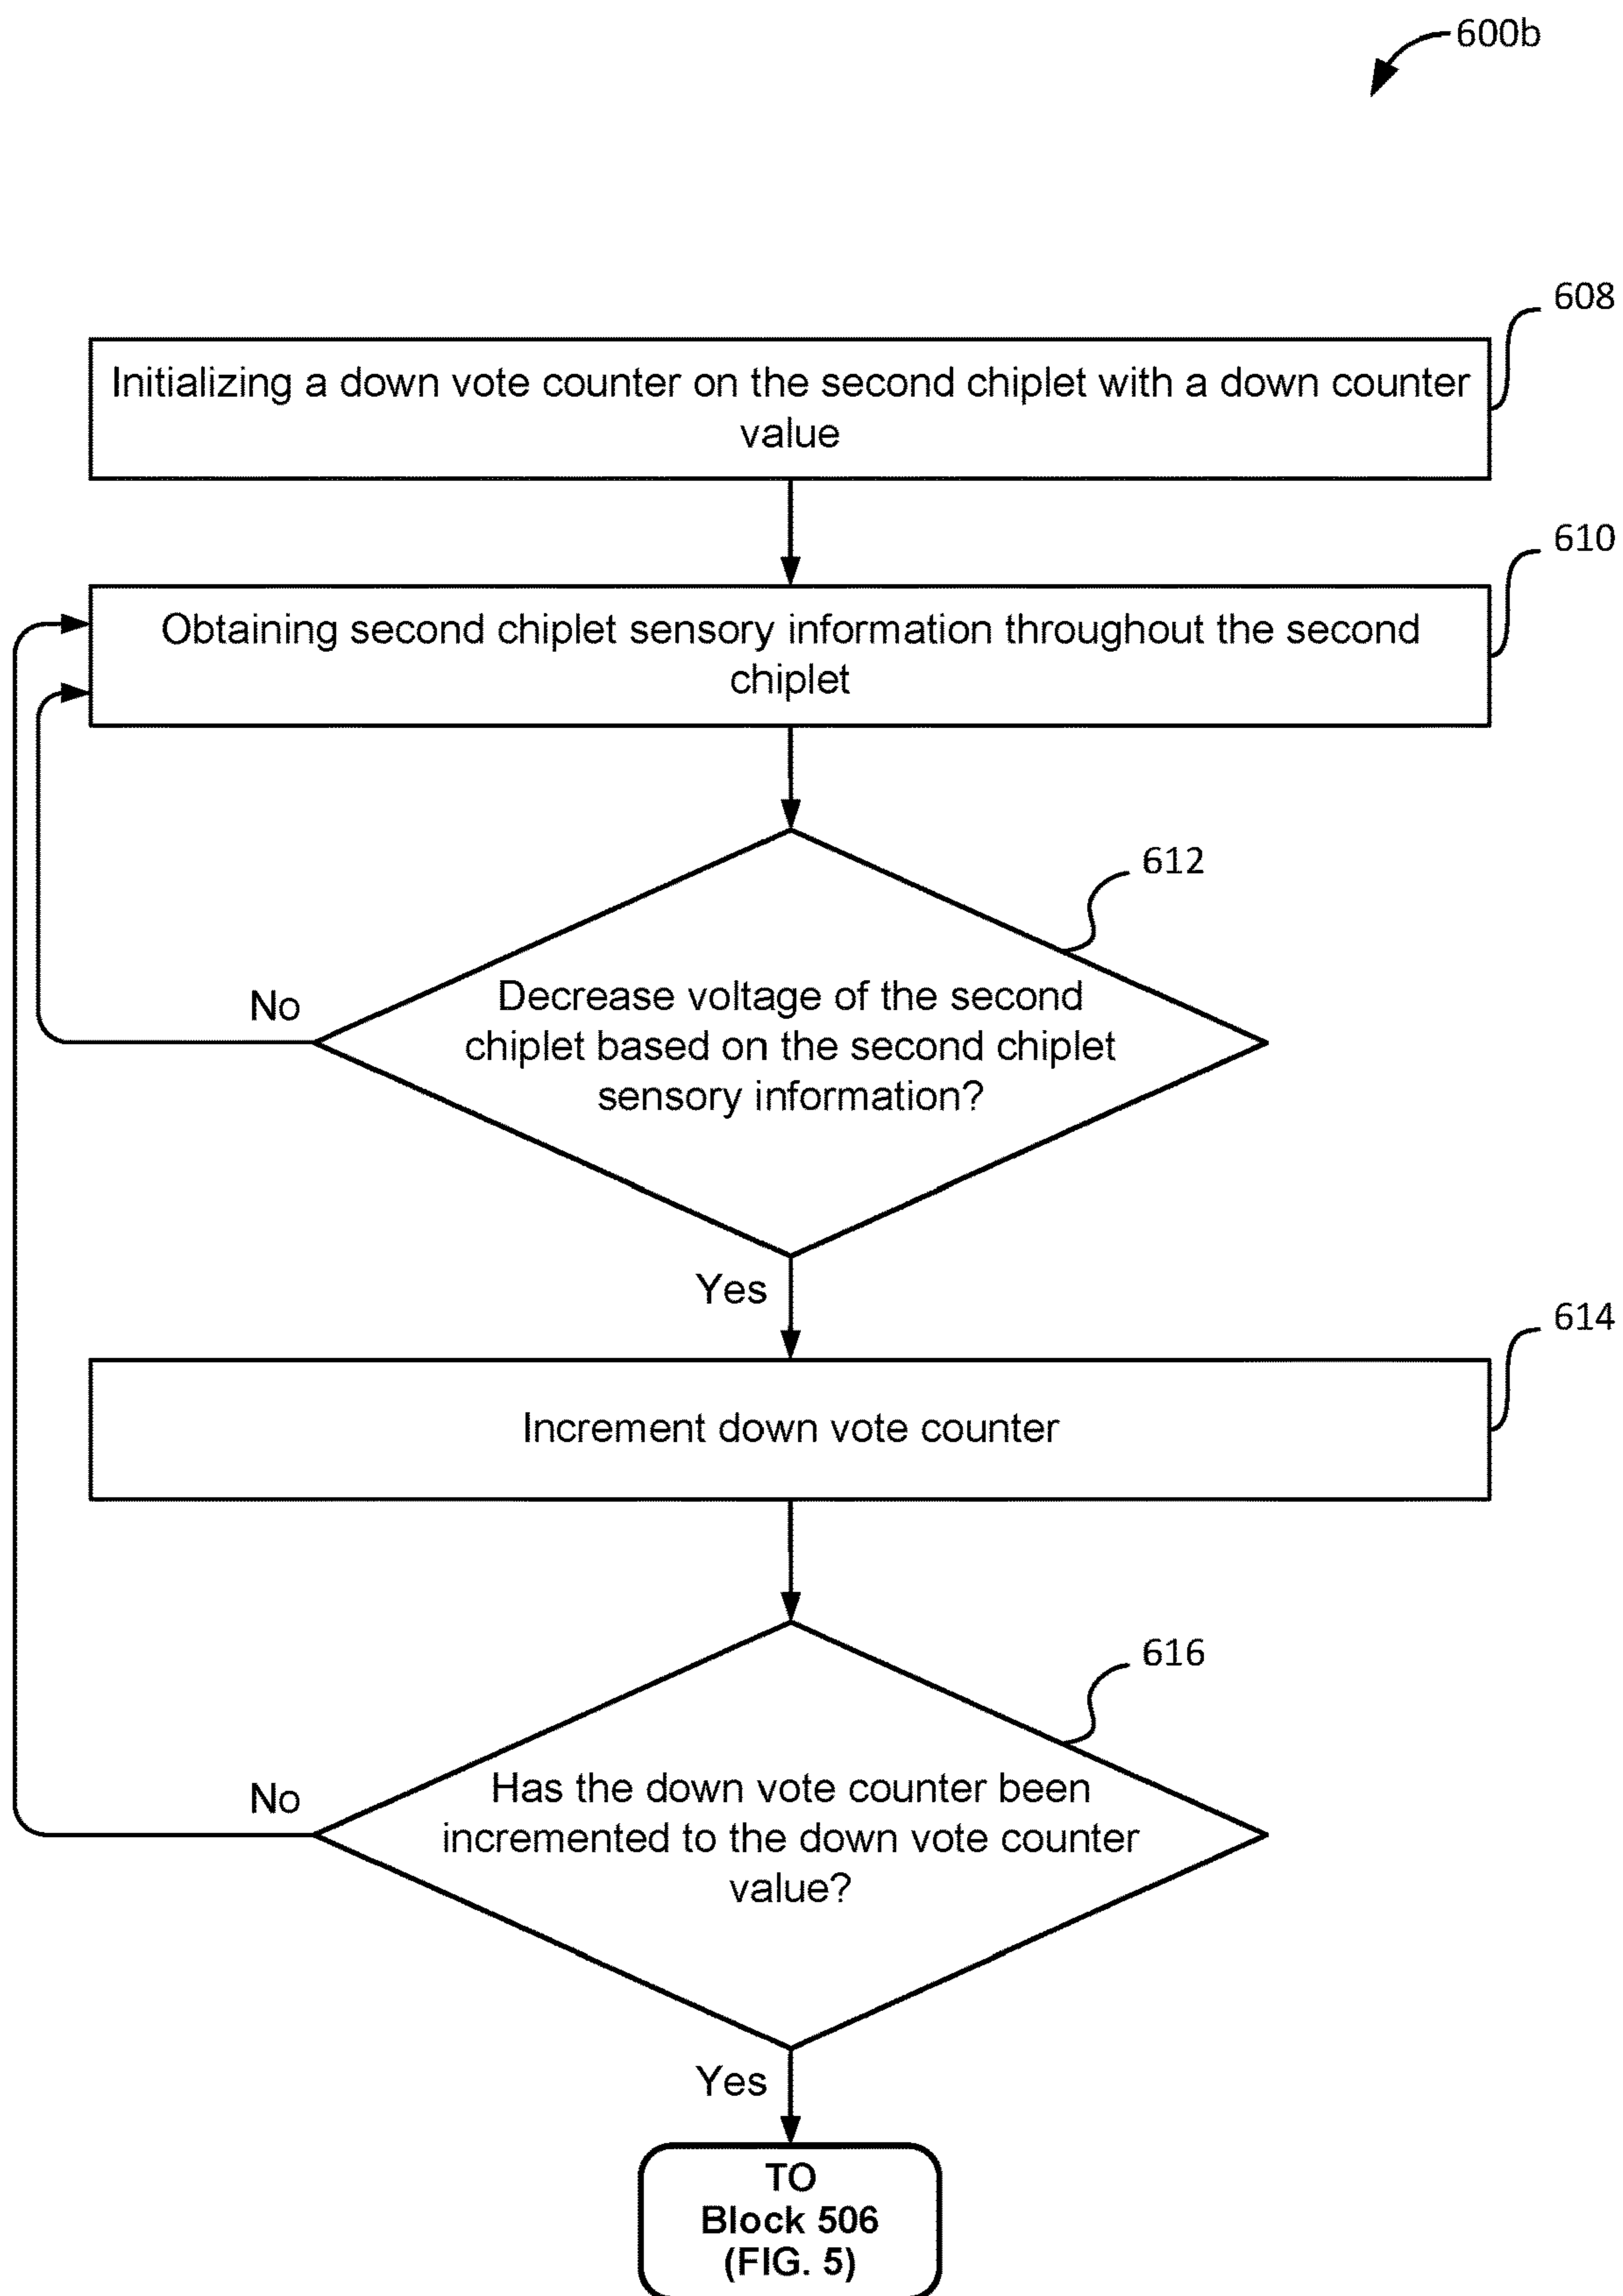 600b
608
Initializing a down vote counter on the second chiplet with a down counter
value
610
Obtaining second chiplet sensory information throughout the second
chiplet
612
No
Decrease voltage of the second
chiplet based on the second chiplet
sensory information?
Yes
614
Increment down vote counter
616
No
Has the down vote counter been
incremented to the down vote counter
value?
Yes
TO
Block 506
(FIG. 5)